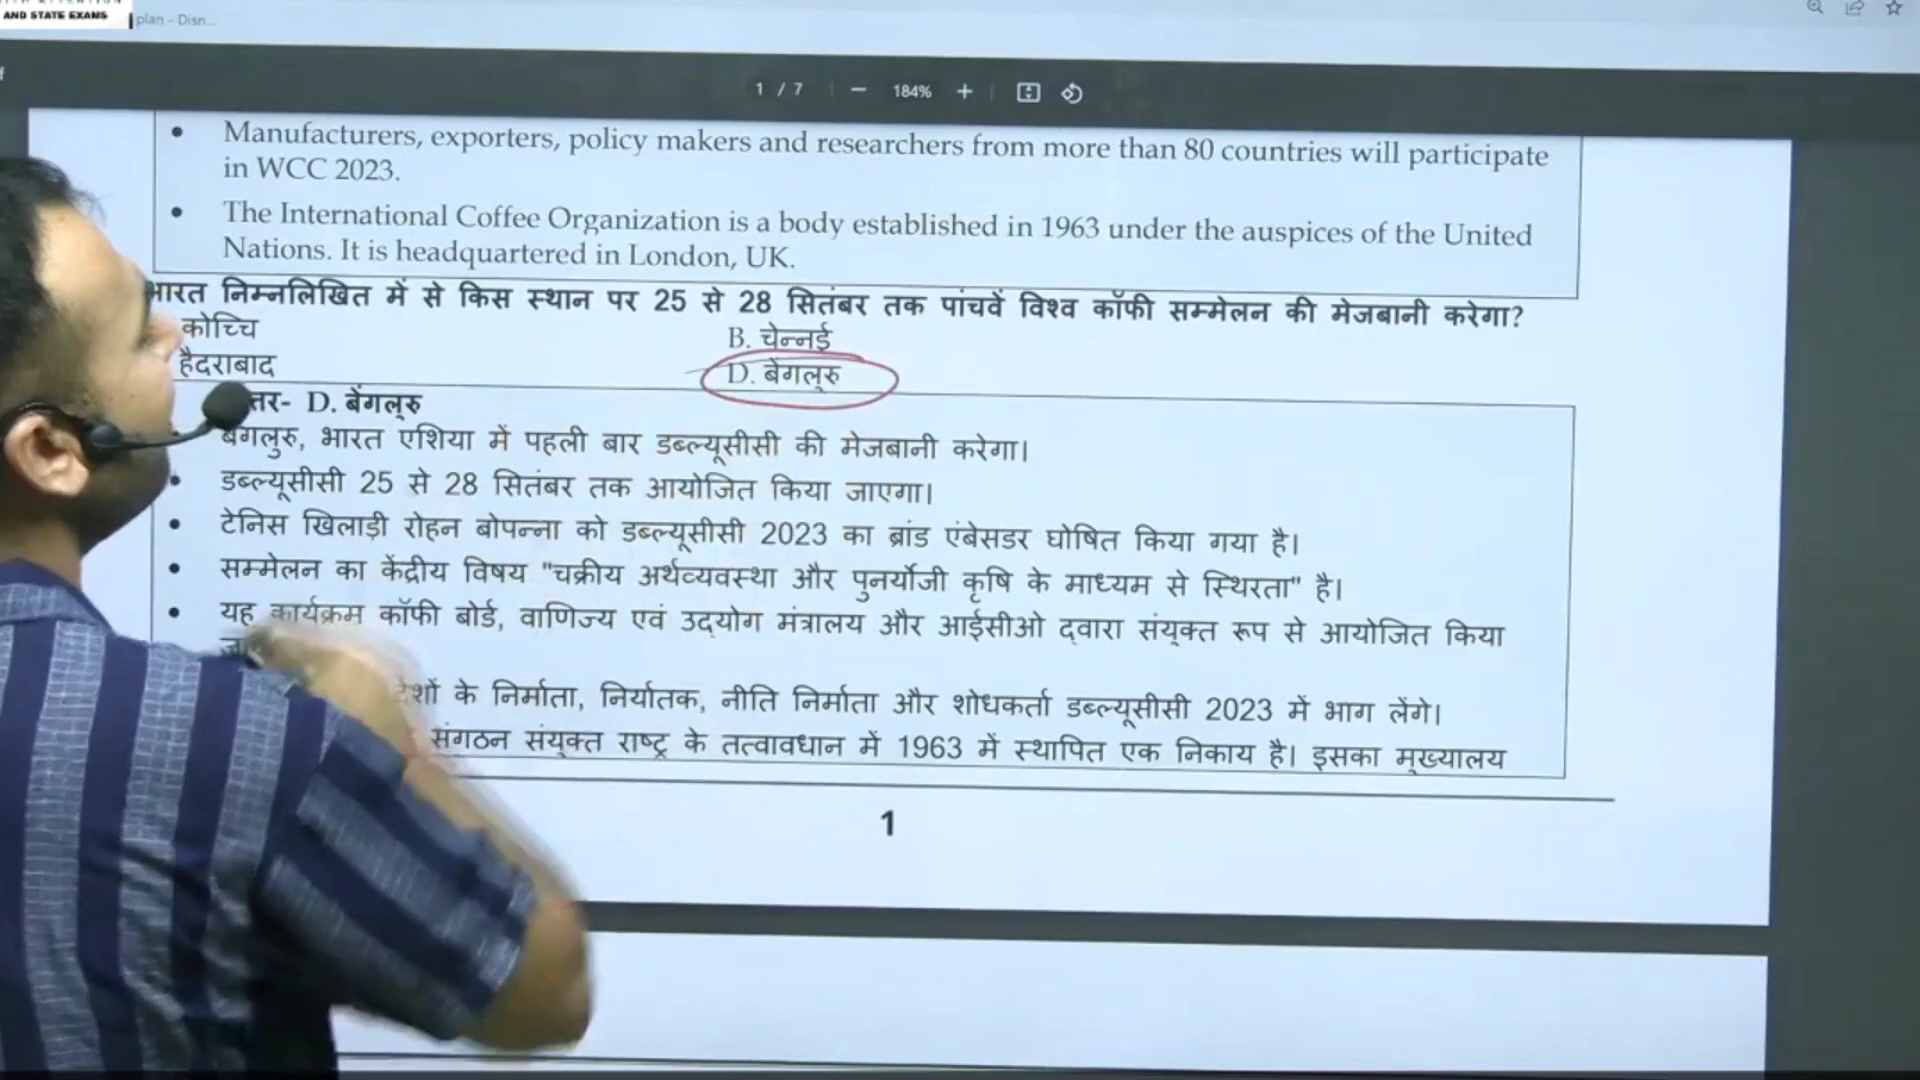 AND STATE EXAMS
plan - Disn...
1 / 7 — 184% +
• Manufacturers, exporters, policy makers and researchers from more than 80 countries will participate
in WCC 2023.
• The International Coffee Organization is a body established in 1963 under the auspices of the United
Nations. It is headquartered in London, UK.
भारत निम्नलिखित में से किस स्थान पर 25 से 28 सितंबर तक पांचवें विश्व कॉफी सम्मेलन की मेजबानी करेगा?
कोच्चि B. चेन्नई
हैदराबाद D. बेंगलुरु
त्तर- D. बेंगलुरु
बेंगलुरु, भारत एशिया में पहली बार डब्ल्यूसीसी की मेजबानी करेगा।
• डब्ल्यूसीसी 25 से 28 सितंबर तक आयोजित किया जाएगा।
• टेनिस खिलाड़ी रोहन बोपन्ना को डब्ल्यूसीसी 2023 का ब्रांड एंबेसडर घोषित किया गया है।
• सम्मेलन का केंद्रीय विषय "चक्रीय अर्थव्यवस्था और पुनर्योजी कृषि के माध्यम से स्थिरता" है।
• यह कार्यक्रम कॉफी बोर्ड, वाणिज्य एवं उद्योग मंत्रालय और आईसीओ द्वारा संयुक्त रूप से आयोजित किया
के निर्माता, निर्यातक, नीति निर्माता और शोधकर्ता डब्ल्यूसीसी 2023 में भाग लेंगे।
संगठन संयुक्त राष्ट्र के तत्वावधान में 1963 में स्थापित एक निकाय है। इसका मुख्यालय
1